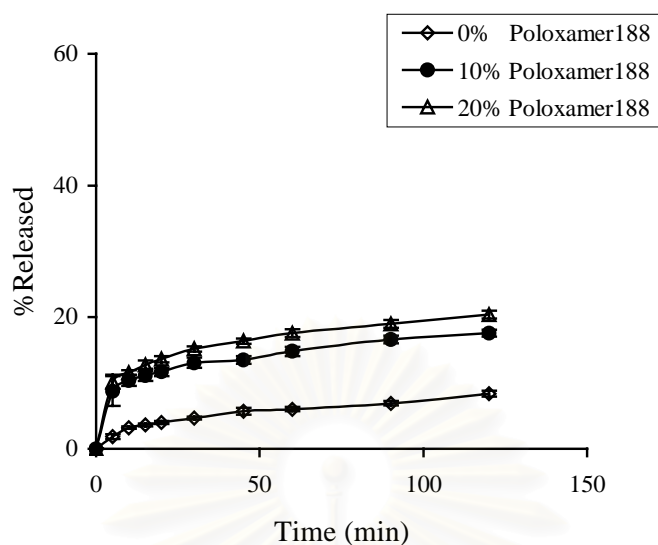 60
0% Poloxamer188
10% Poloxamer188
20% Poloxamer188
40
%Released
20
0
0 50 100 150
Time (min)